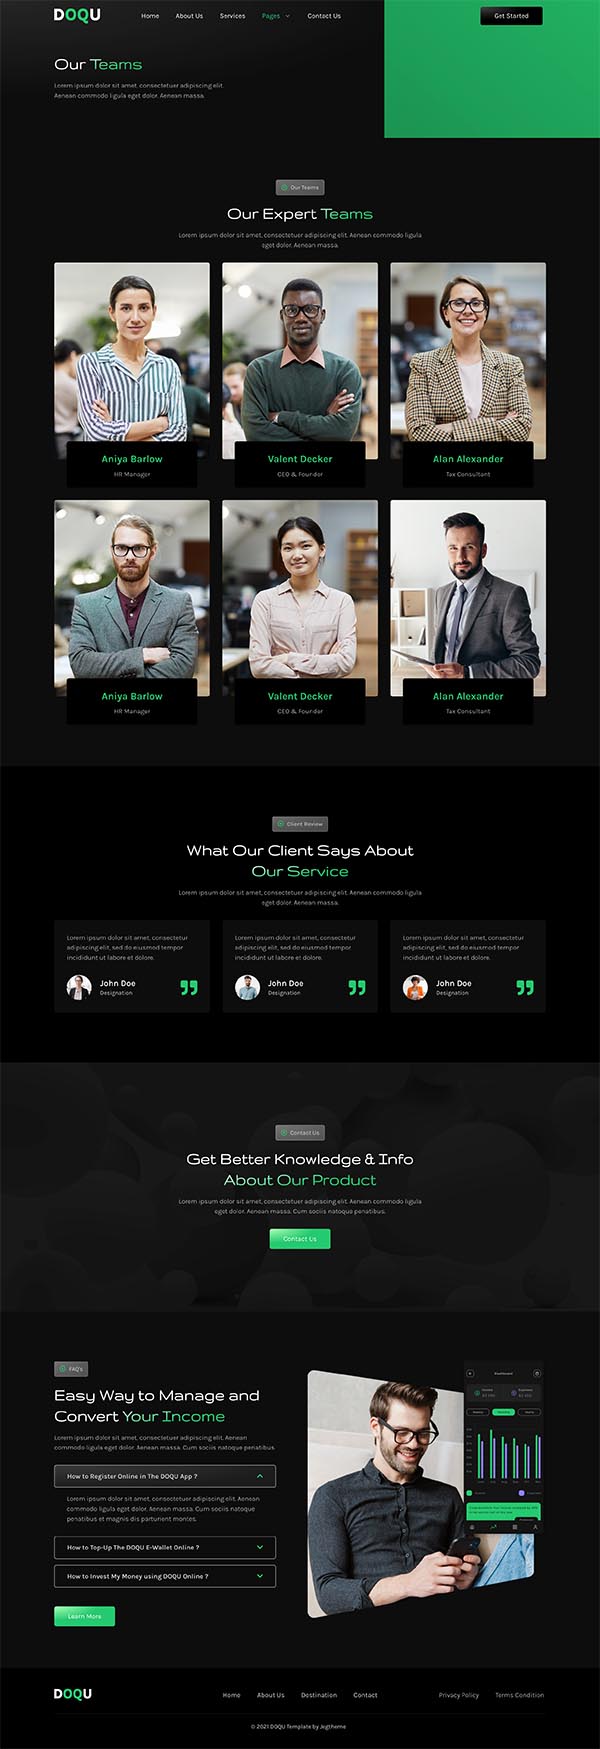 DOQU
Home About Us Services Pages Contact Us
Get Started
Our Teams
Lorem ipsum dolor sit amet, consectetuer adipiscing elit.
Aenean commodo ligula eget dolor. Aenean massa.
Our Teams
Our Expert Teams
Lorem ipsum dolor sit amet, consectetuer adipiscing elit. Aenean commodo ligula
eget dolor. Aenean massa.
Aniya Barlow
HR Manager
Valent Decker
CEO & Founder
Alan Alexander
Tax Consultant
Aniya Barlow
HR Manager
Valent Decker
CEO & Founder
Alan Alexander
Tax Consultant
Client Review
What Our Client Says About
Our Service
Lorem ipsum dolor sit amet, consectetuer adipiscing elit. Aenean commodo ligula
eget dolor. Aenean massa.
Lorem ipsum dolor sit amet, consectetur
adipiscing elit, sed do eiusmod tempor
incididunt ut labore et dolore.
John Doe
Designation
Lorem ipsum dolor sit amet, consectetur
adipiscing elit, sed do eiusmod tempor
incididunt ut labore et dolore.
John Doe
Designation
Lorem ipsum dolor sit amet, consectetur
adipiscing elit, sed do eiusmod tempor
incididunt ut labore et dolore.
John Doe
Designation
Contact Us
Get Better Knowledge & Info
About Our Product
Lorem ipsum dolor sit amet, consectetuer adipiscing elit. Aenean commodo ligula
eget dolor. Aenean massa. Cum sociis natoque penatibus.
Contact Us
FAQ's
Easy Way to Manage and
Convert Your Income
Lorem ipsum dolor sit amet, consectetuer adipiscing elit. Aenean
commodo ligula eget dolor. Aenean massa. Cum sociis natoque penatibus
How to Register Online in The DOQU App ?
Lorem ipsum dolor sit amet, consectetuer adipiscing elit. Aenean
commodo ligula eget dolor. Aenean massa. Cum sociis natoque
penatibus et magnis dis parturient montes.
How to Top-Up The DOQU E-Wallet Online ?
How to Invest My Money using DOQU Online ?
Learn More
Dashboard
Income
Expenses
DOQU
Home About Us Destination Contact
Privacy Policy Terms Condition
© 2021 DOQU Template by Jegtheme